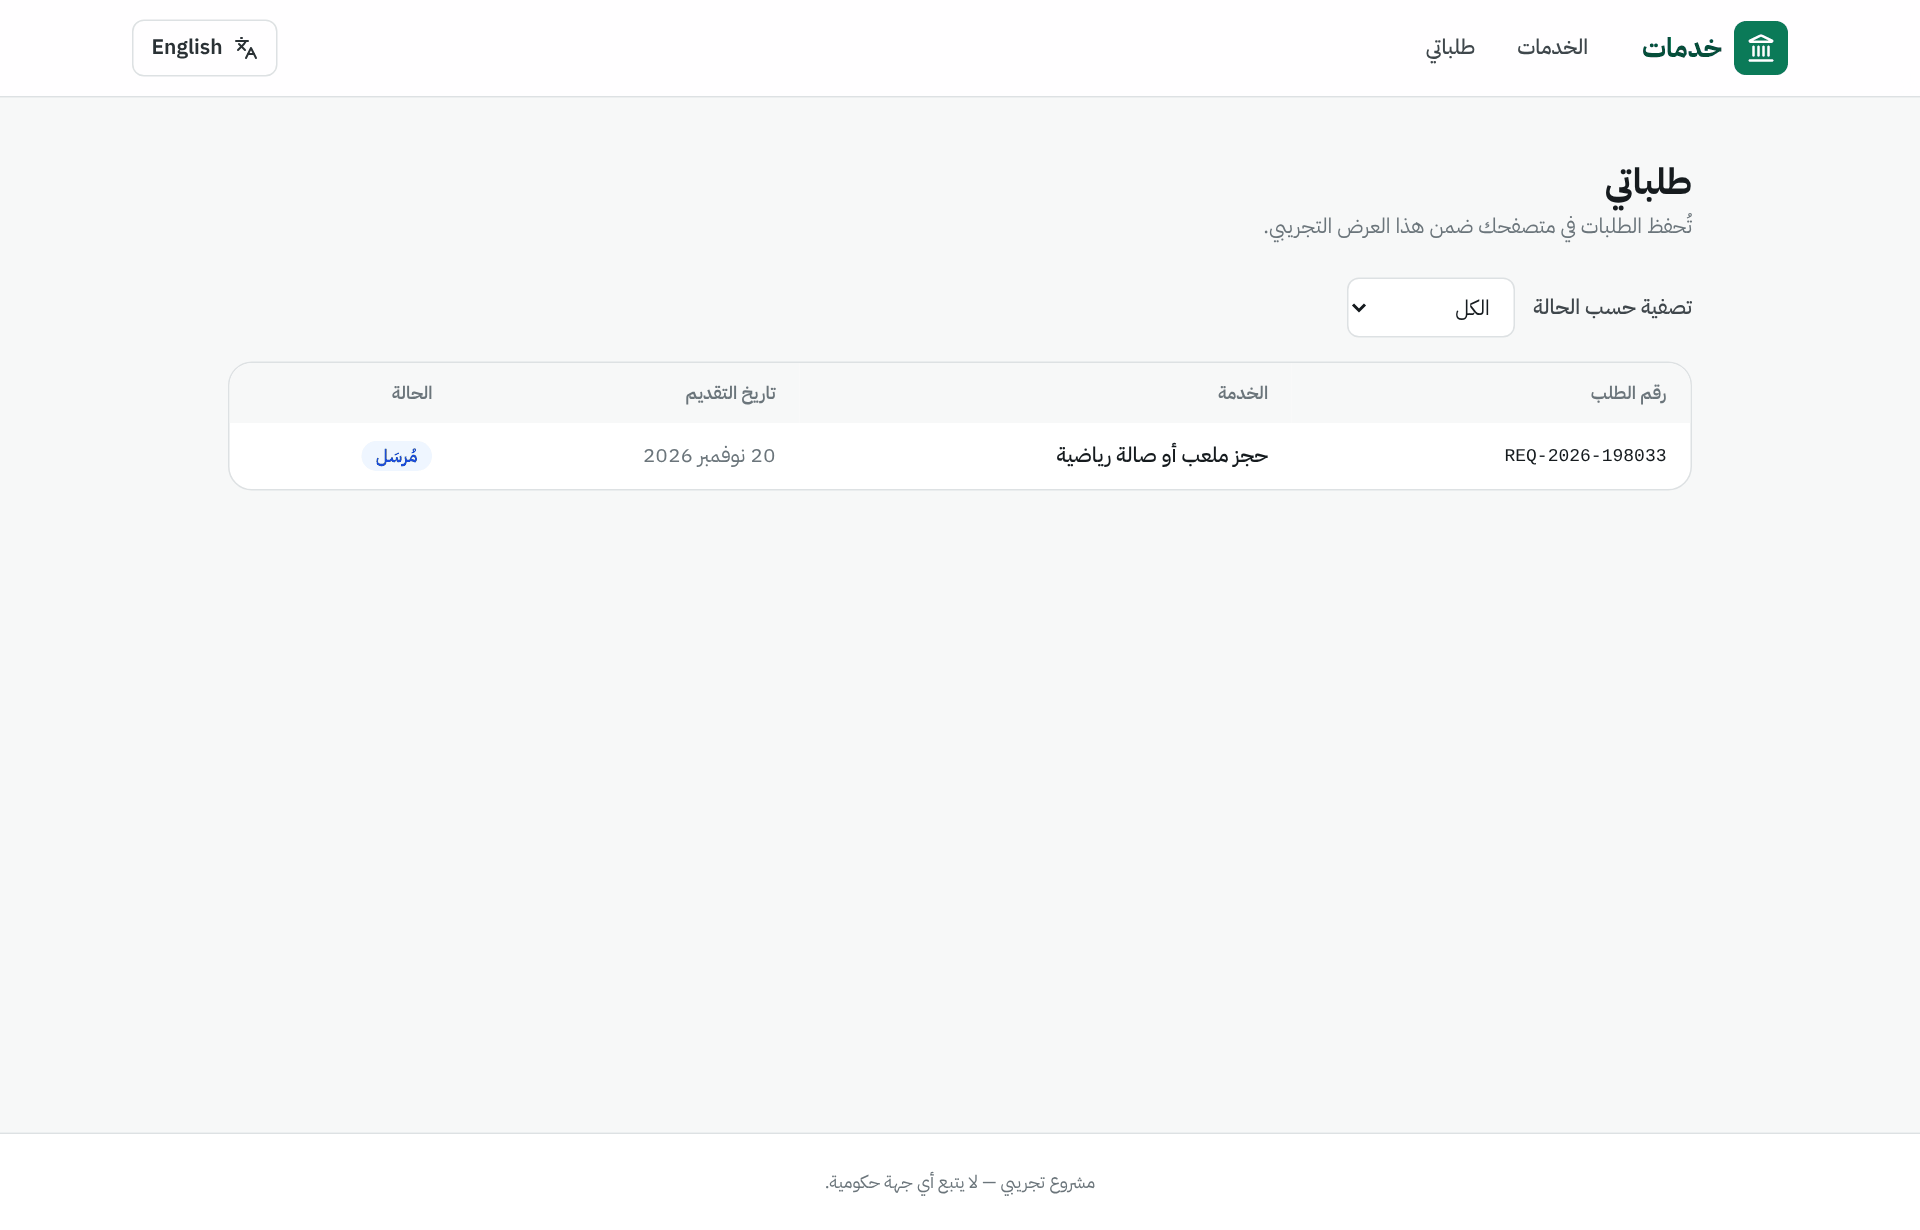 خدمات
الخدمات
طلباتي
English
طلباتي
تُحفظ الطلبات في متصفحك ضمن هذا العرض التجريبي.
تصفية حسب الحالة
الكل
رقم الطلب الخدمة تاريخ التقديم الحالة
REQ-2026-198033 حجز ملعب أو صالة رياضية 20 نوفمبر 2026 مُرسَل
مشروع تجريبي — لا يتبع أي جهة حكومية.